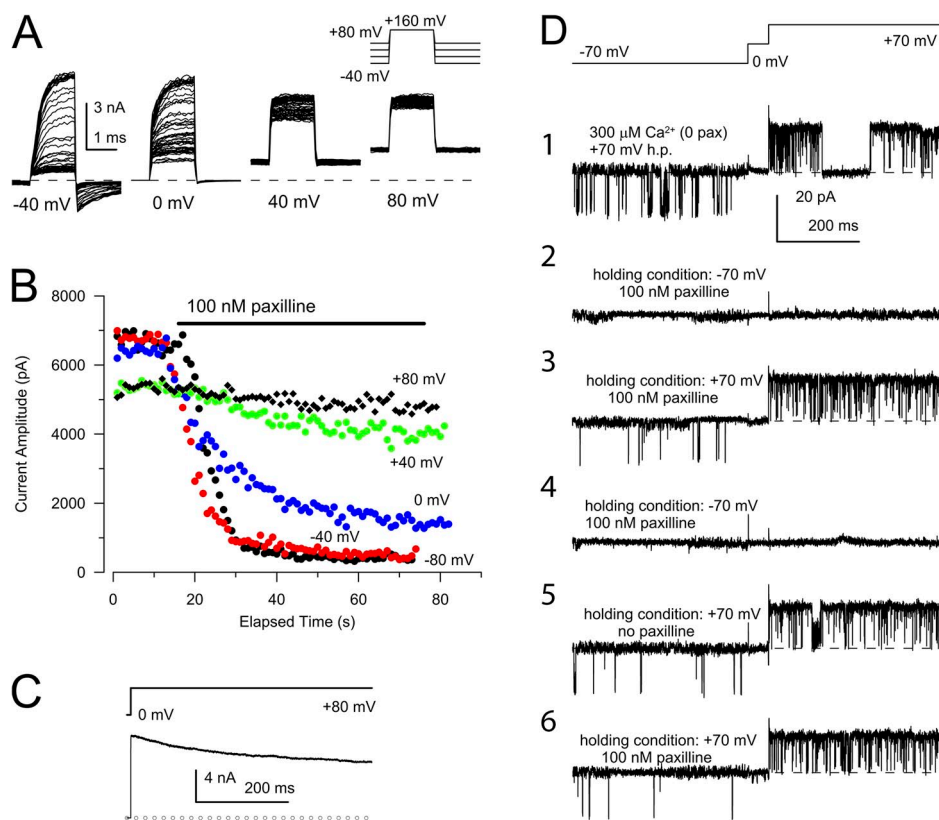 A
+160 mV
+80 mV
-40 mV
3 nA
1 ms
-40 mV
0 mV
40 mV
80 mV
B
100 nM paxilline
8000
6000
4000
2000
0
Current Amplitude (pA)
+80 mV
+40 mV
0 mV
-40 mV
-80 mV
0
20
40
60
80
Elapsed Time (s)
C
0 mV
+80 mV
4 nA
200 ms
D
-70 mV
0 mV
+70 mV
1
300 µM Ca²⁺ (0 pax)
+70 mV h.p.
20 pA
200 ms
2
holding condition: -70 mV
100 nM paxilline
3
holding condition: +70 mV
100 nM paxilline
4
holding condition: -70 mV
100 nM paxilline
5
holding condition: +70 mV
no paxilline
6
holding condition: +70 mV
100 nM paxilline